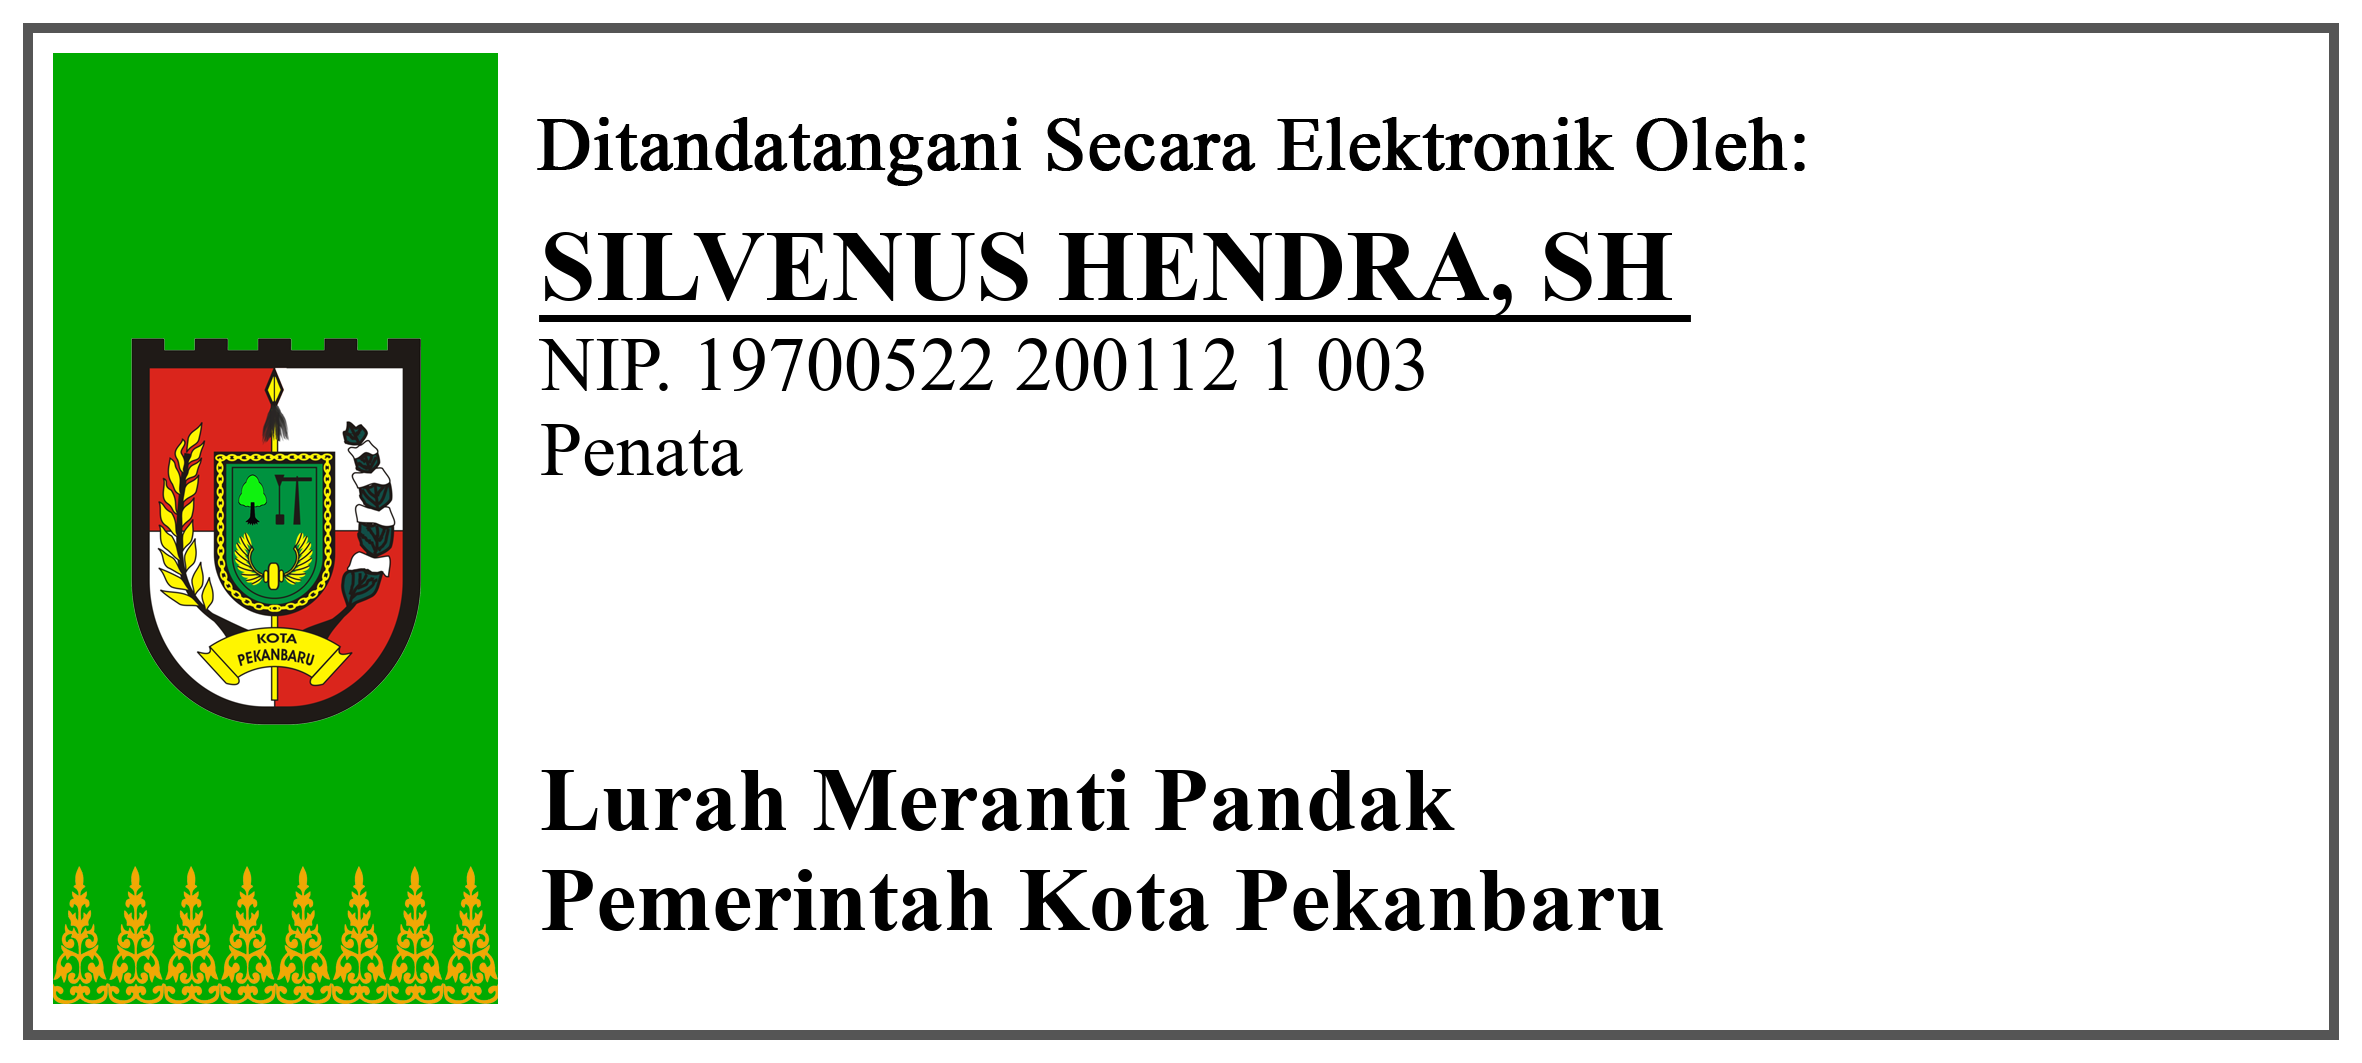 Ditandatangani Secara Elektronik Oleh:
SILVENUS HENDRA, SH
NIP. 19700522 200112 1 003
Penata
KOTA
PEKANBARU
Lurah Meranti Pandak
Pemerintah Kota Pekanbaru